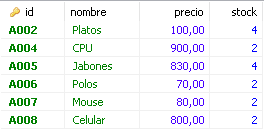 id nombre precio stock
A002 Platos 100,00 4
A004 CPU 900,00 2
A005 Jabones 830,00 4
A006 Polos 70,00 2
A007 Mouse 80,00 2
A008 Celular 800,00 2